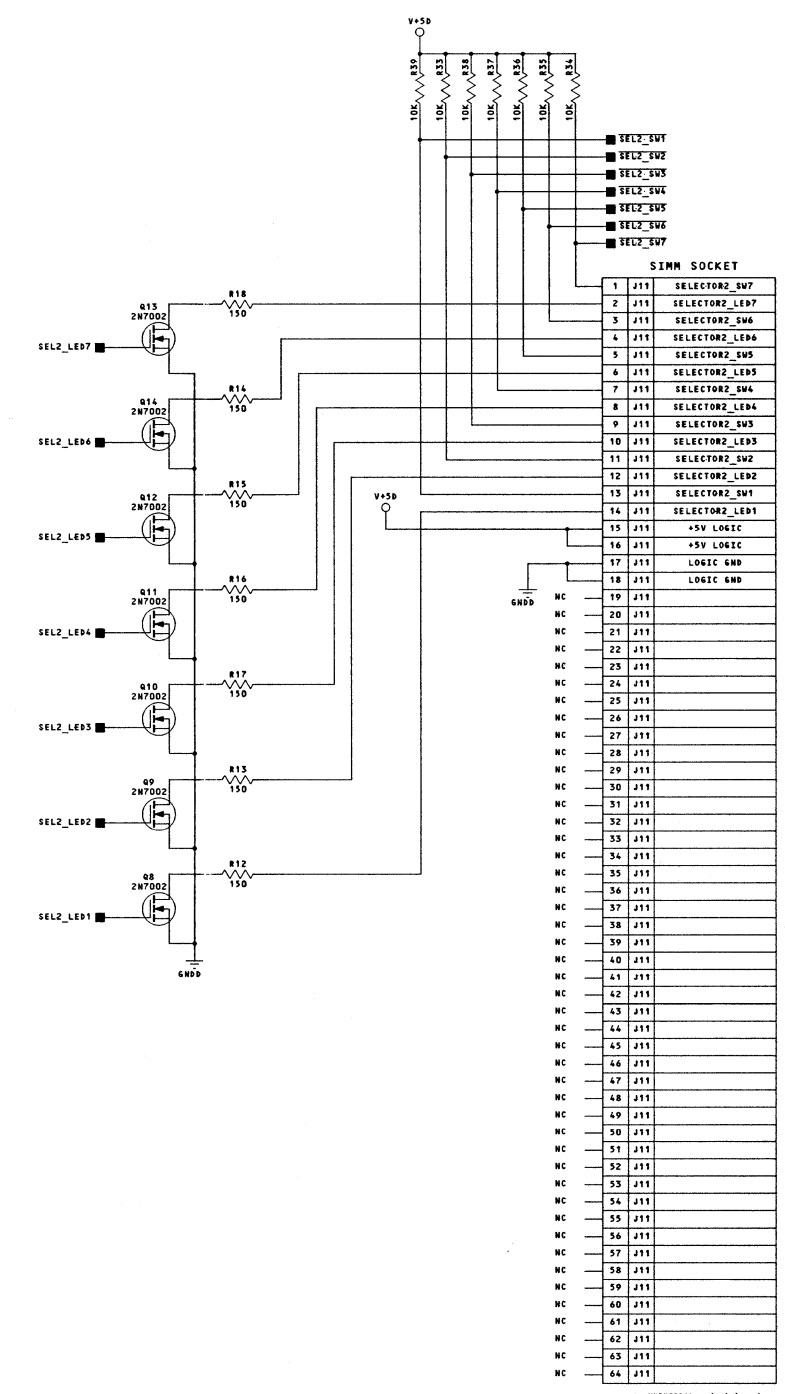 V+5D
R39 R33 R38 R37 R36 R35 R34
10K 10K 10K 10K 10K 10K 10K
SEL2_SW1
SEL2_SW2
SEL2_SW3
SEL2_SW4
SEL2_SW5
SEL2_SW6
SEL2_SW7
SIMM SOCKET
1 J11 SELECTOR2_SW7
2 J11 SELECTOR2_LED7
3 J11 SELECTOR2_SW6
4 J11 SELECTOR2_LED6
5 J11 SELECTOR2_SW5
6 J11 SELECTOR2_LED5
7 J11 SELECTOR2_SW4
8 J11 SELECTOR2_LED4
9 J11 SELECTOR2_SW3
10 J11 SELECTOR2_LED3
11 J11 SELECTOR2_SW2
12 J11 SELECTOR2_LED2
13 J11 SELECTOR2_SW1
14 J11 SELECTOR2_LED1
15 J11 +5V LOGIC
16 J11 +5V LOGIC
17 J11 LOGIC GND
18 J11 LOGIC GND
NC 19 J11
NC 20 J11
NC 21 J11
NC 22 J11
NC 23 J11
NC 24 J11
NC 25 J11
NC 26 J11
NC 27 J11
NC 28 J11
NC 29 J11
NC 30 J11
NC 31 J11
NC 32 J11
NC 33 J11
NC 34 J11
NC 35 J11
NC 36 J11
NC 37 J11
NC 38 J11
NC 39 J11
NC 40 J11
NC 41 J11
NC 42 J11
NC 43 J11
NC 44 J11
NC 45 J11
NC 46 J11
NC 47 J11
NC 48 J11
NC 49 J11
NC 50 J11
NC 51 J11
NC 52 J11
NC 53 J11
NC 54 J11
NC 55 J11
NC 56 J11
NC 57 J11
NC 58 J11
NC 59 J11
NC 60 J11
NC 61 J11
NC 62 J11
NC 63 J11
NC 64 J11
V+5D
GNDD
Q13
2N7002
SEL2_LED7
R18
150
Q14
2N7002
SEL2_LED6
R14
150
Q12
2N7002
SEL2_LED5
R15
150
Q11
2N7002
SEL2_LED4
R16
150
Q10
2N7002
SEL2_LED3
R17
150
Q9
2N7002
SEL2_LED2
R13
150
Q8
2N7002
SEL2_LED1
R12
150
GNDD